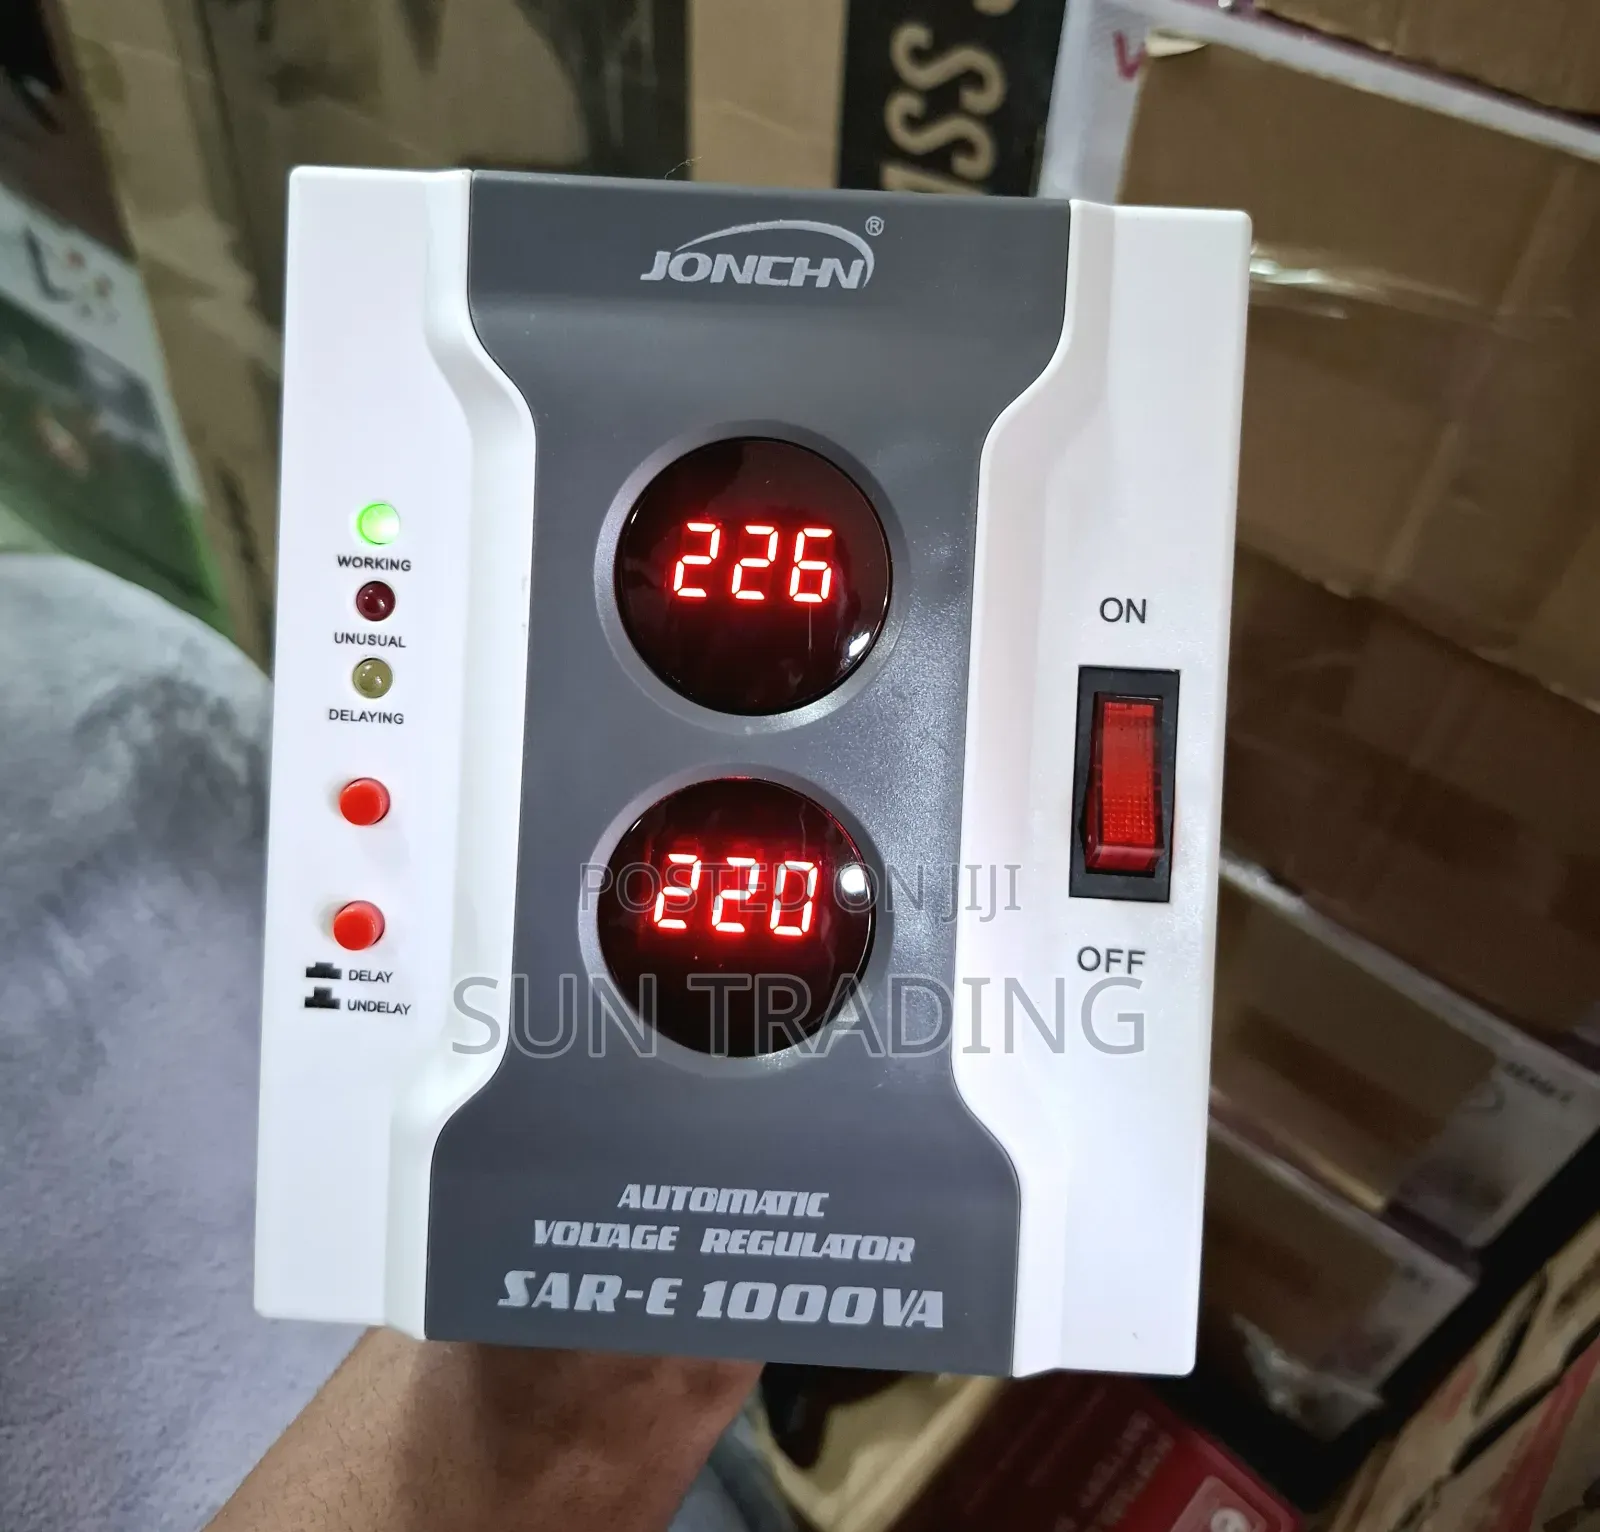 JONCHN®
226
WORKING
UNUSUAL
DELAYING
220
DELAY
UNDELAY
ON
OFF
POSTED ON JIJI
SUN TRADING
AUTOMATIC
VOLTAGE REGULATOR
SAR-E 1000VA